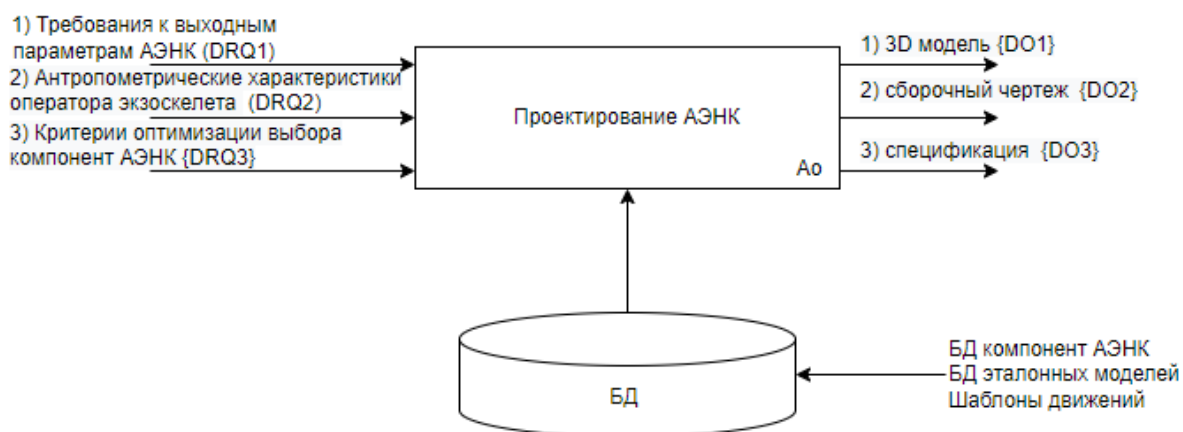 1) Требования к выходным
параметрам АЭНК (DRQ1)
2) Антропометрические характеристики
оператора экзоскелета (DRQ2)
3) Критерии оптимизации выбора
компонент АЭНК {DRQ3}
Проектирование АЭНК
Ао
1) 3D модель {DO1}
2) сборочный чертеж {DO2}
3) спецификация {DO3}
БД
БД компонент АЭНК
БД эталонных моделей
Шаблоны движений